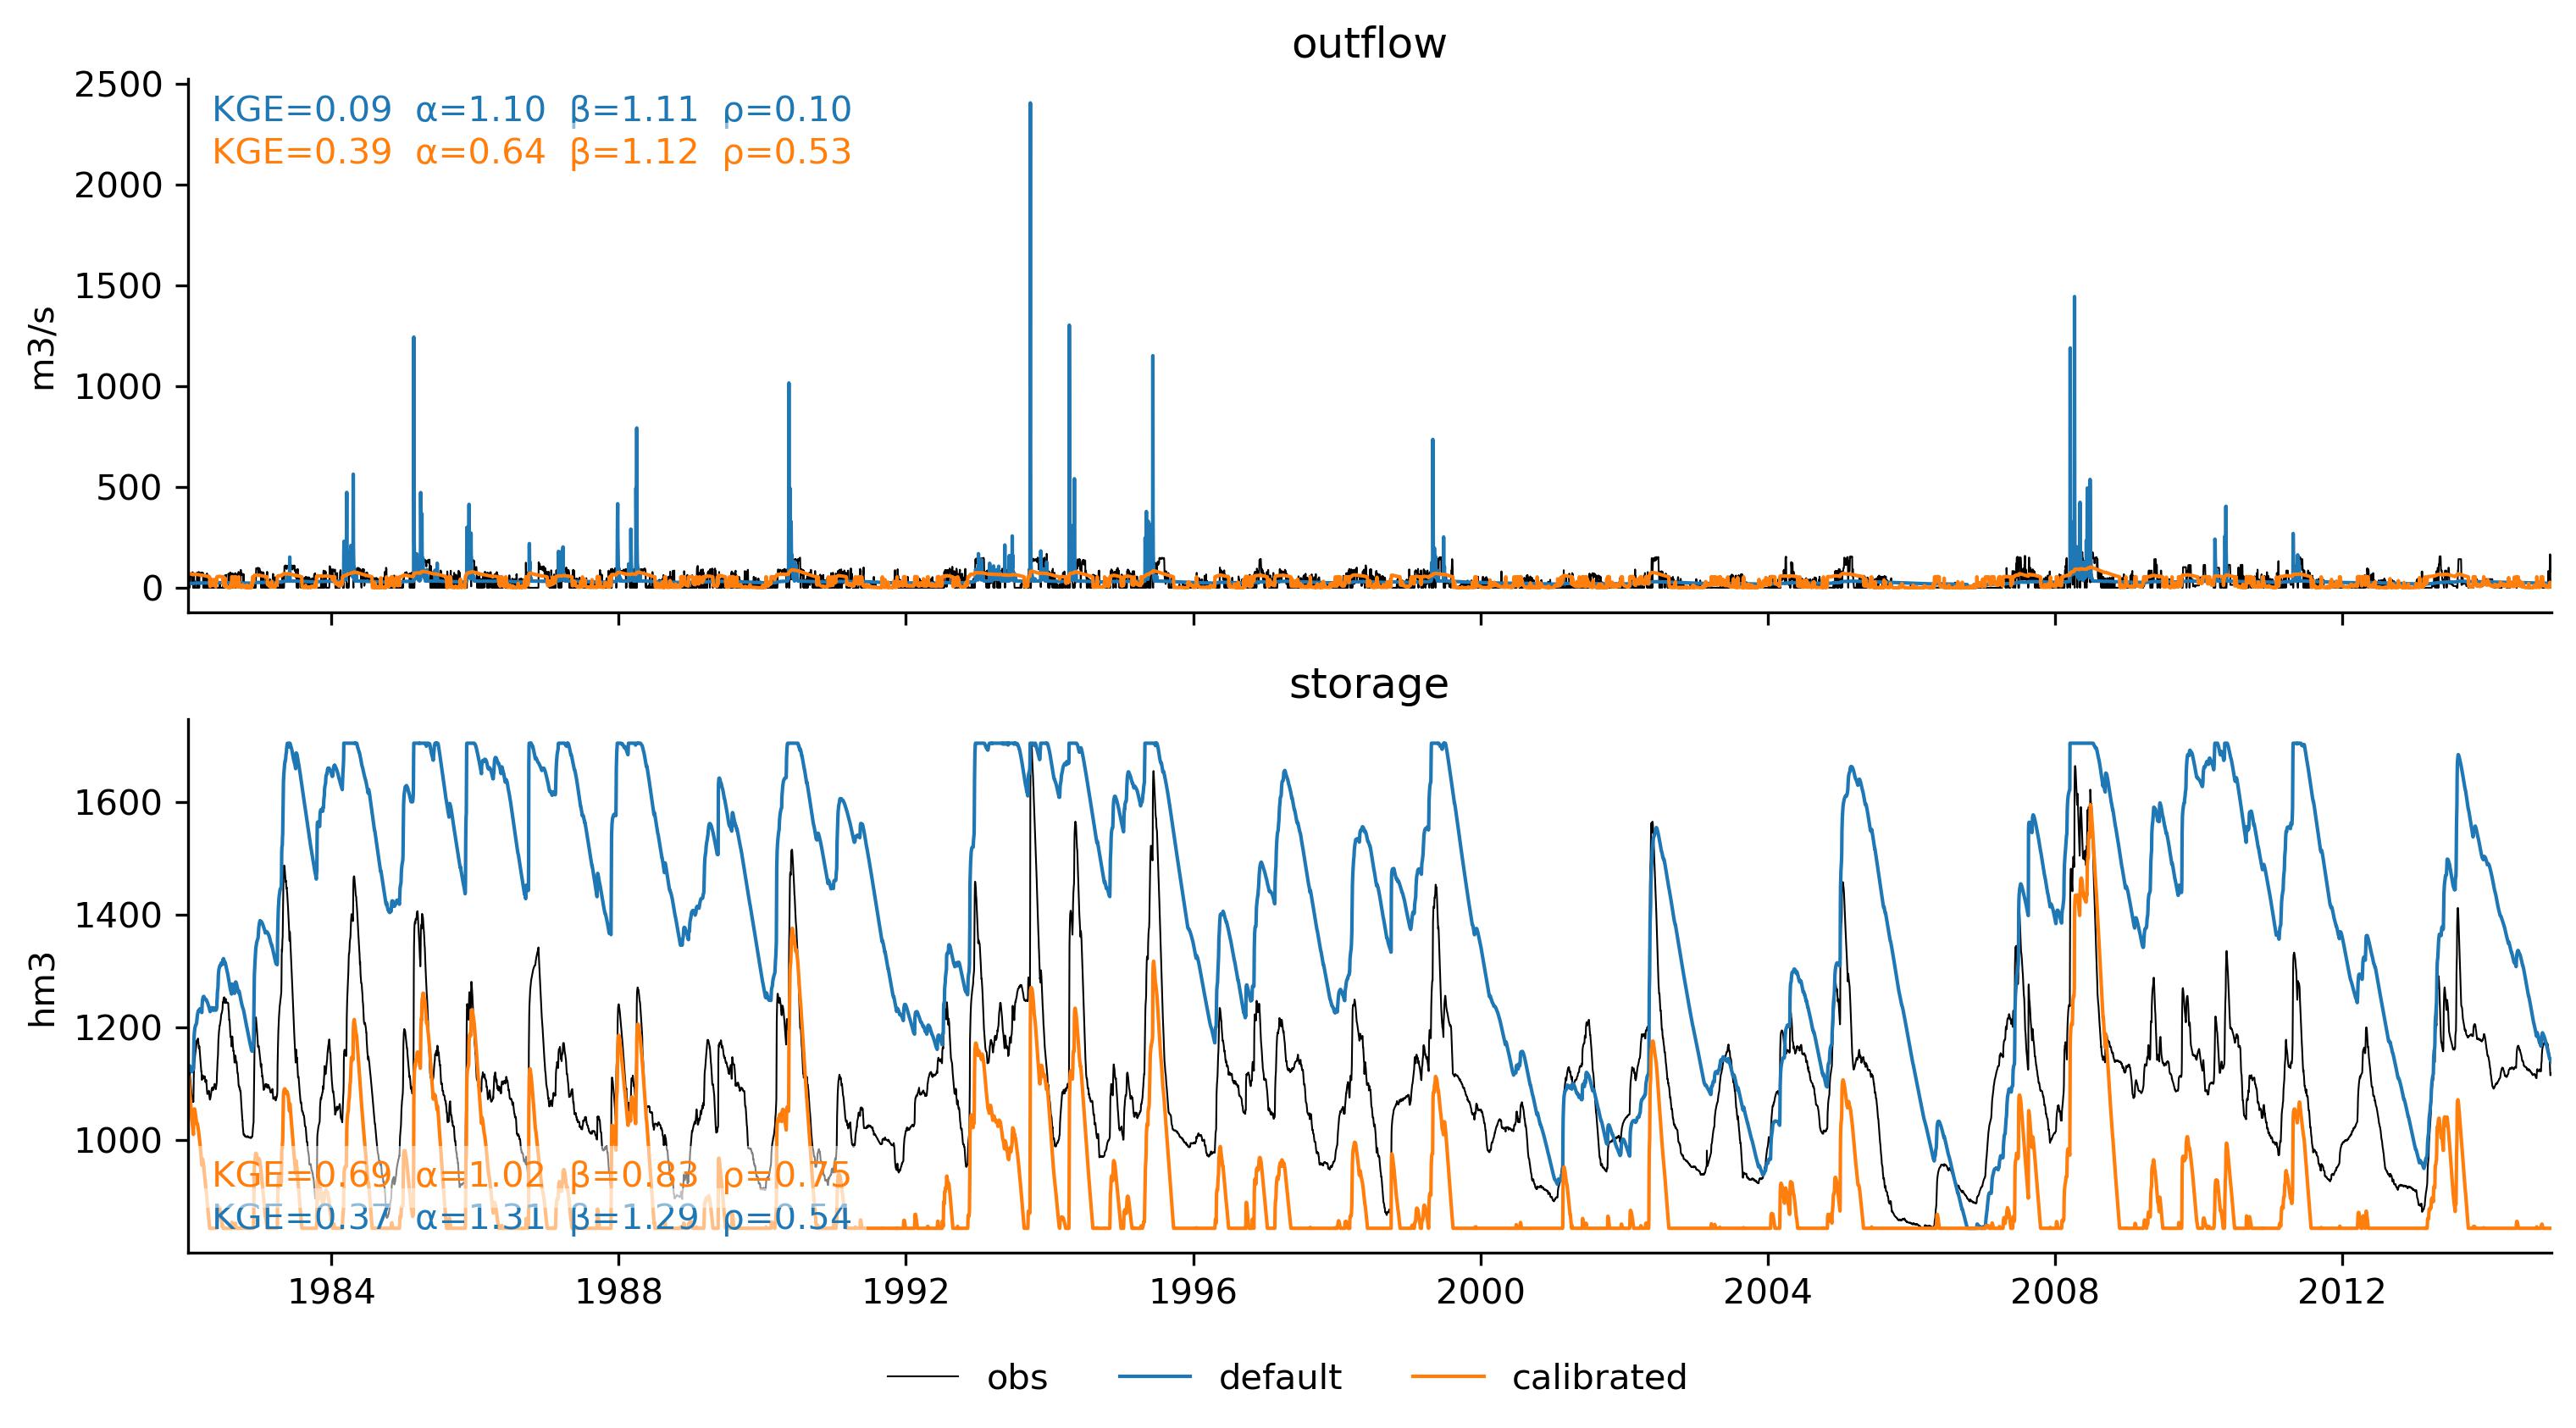 outflow
2500
KGE=0.09 α=1.10 β=1.11 ρ=0.10
KGE=0.39 α=0.64 β=1.12 ρ=0.53
2000
1500
m3/s
1000
500
0
storage
1600
1400
hm3
1200
1000
KGE=0.69 α=1.02 β=0.83 ρ=0.75
KGE=0.37 α=1.31 β=1.29 ρ=0.54
1984 1988 1992 1996 2000 2004 2008 2012
obs default calibrated